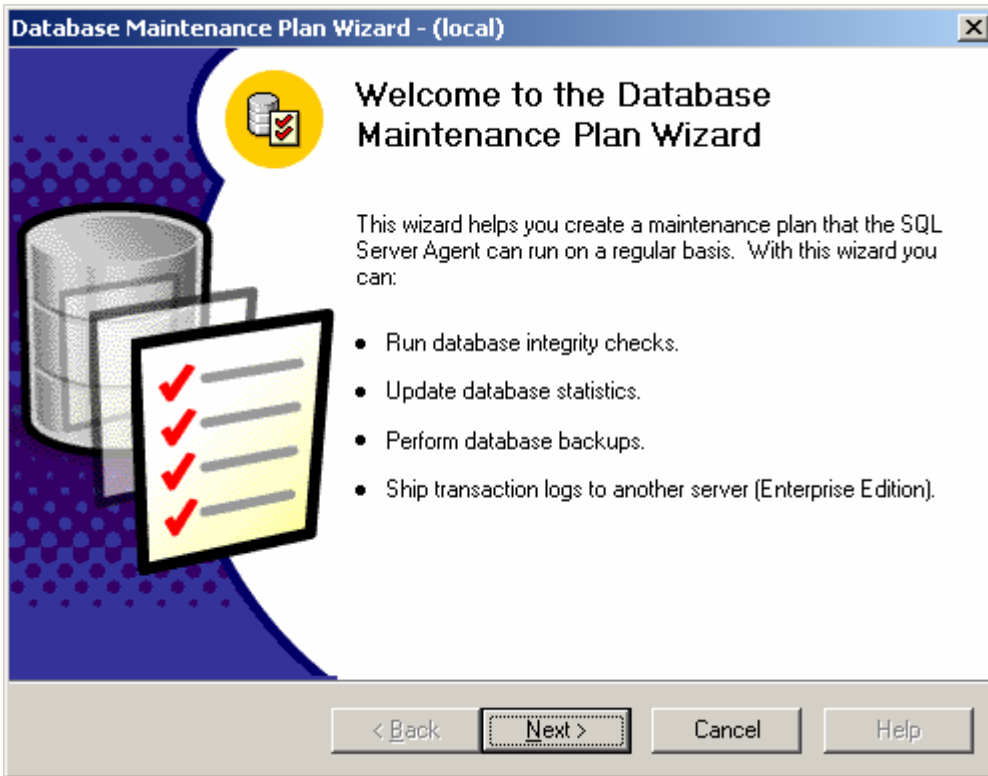 Database Maintenance Plan Wizard - (local)
Welcome to the Database
Maintenance Plan Wizard
This wizard helps you create a maintenance plan that the SQL
Server Agent can run on a regular basis.  With this wizard you
can:
● Run database integrity checks.
● Update database statistics.
● Perform database backups.
● Ship transaction logs to another server (Enterprise Edition).
< Back
Next >
Cancel
Help